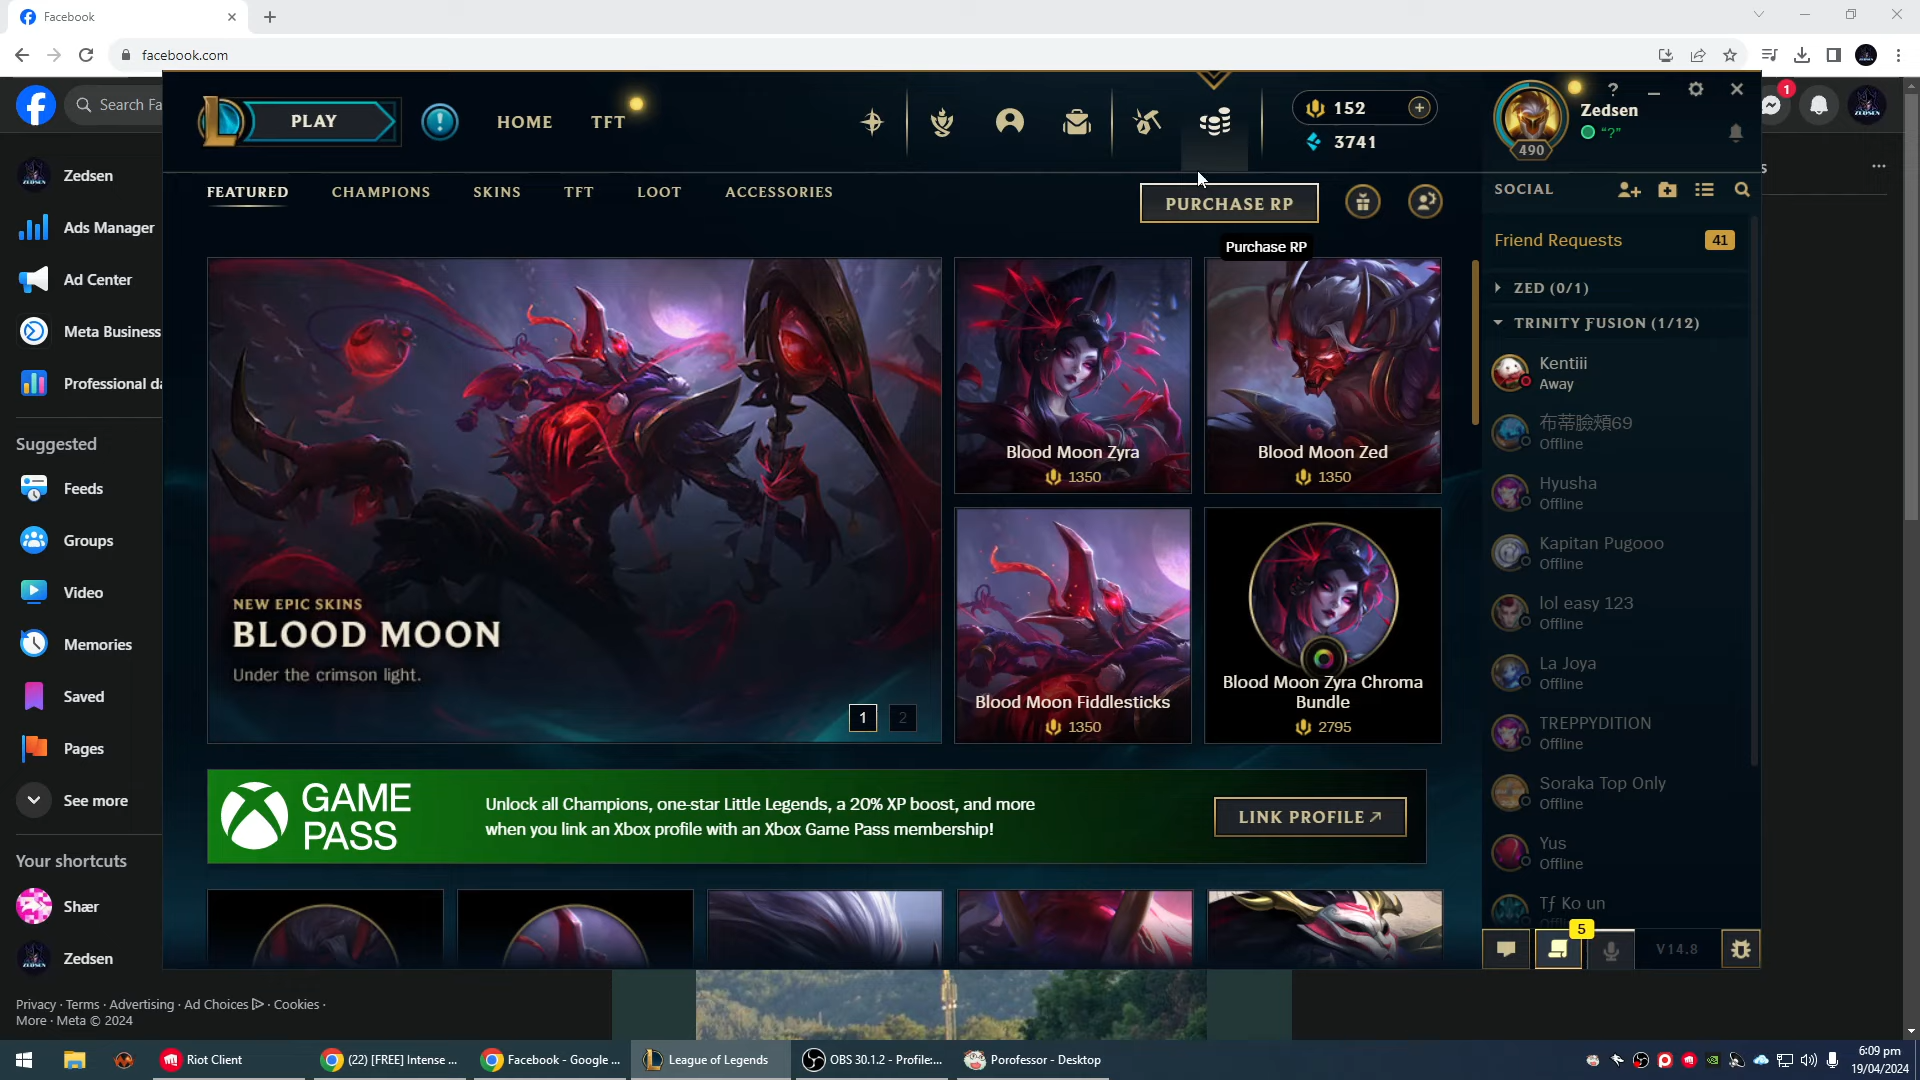 Facebook
facebook.com
Search Fa
Zedsen
Ads Manager
Ad Center
Meta Business
Professional da
Suggested
Feeds
Groups
Video
Memories
Saved
Pages
See more
Your shortcuts
Shær
Zedsen
Privacy · Terms · Advertising · Ad Choices · Cookies ·
More · Meta © 2024
PLAY
HOME
TFT
152
3741
490
Zedsen
"?"
1
FEATURED
CHAMPIONS
SKINS
TFT
LOOT
ACCESSORIES
PURCHASE RP
Purchase RP
NEW EPIC SKINS
BLOOD MOON
Under the crimson light.
1 2
Blood Moon Zyra
1350
Blood Moon Zed
1350
Blood Moon Fiddlesticks
1350
Blood Moon Zyra Chroma
Bundle
2795
GAME
PASS
Unlock all Champions, one-star Little Legends, a 20% XP boost, and more
when you link an Xbox profile with an Xbox Game Pass membership!
LINK PROFILE
SOCIAL
Friend Requests 41
ZED (0/1)
TRINITY FUSION (1/12)
Kentiii
Away
布蒂臉頰69
Offline
Hyusha
Offline
Kapitan Pugooo
Offline
lol easy 123
Offline
La Joya
Offline
TREPPYDITION
Offline
Soraka Top Only
Offline
Yus
Offline
Tƒ Ko un
5
V14.8
Riot Client
(22) [FREE] Intense ...
Facebook - Google ...
League of Legends
OBS 30.1.2 - Profile:...
Porofessor - Desktop
6:09 pm
19/04/2024